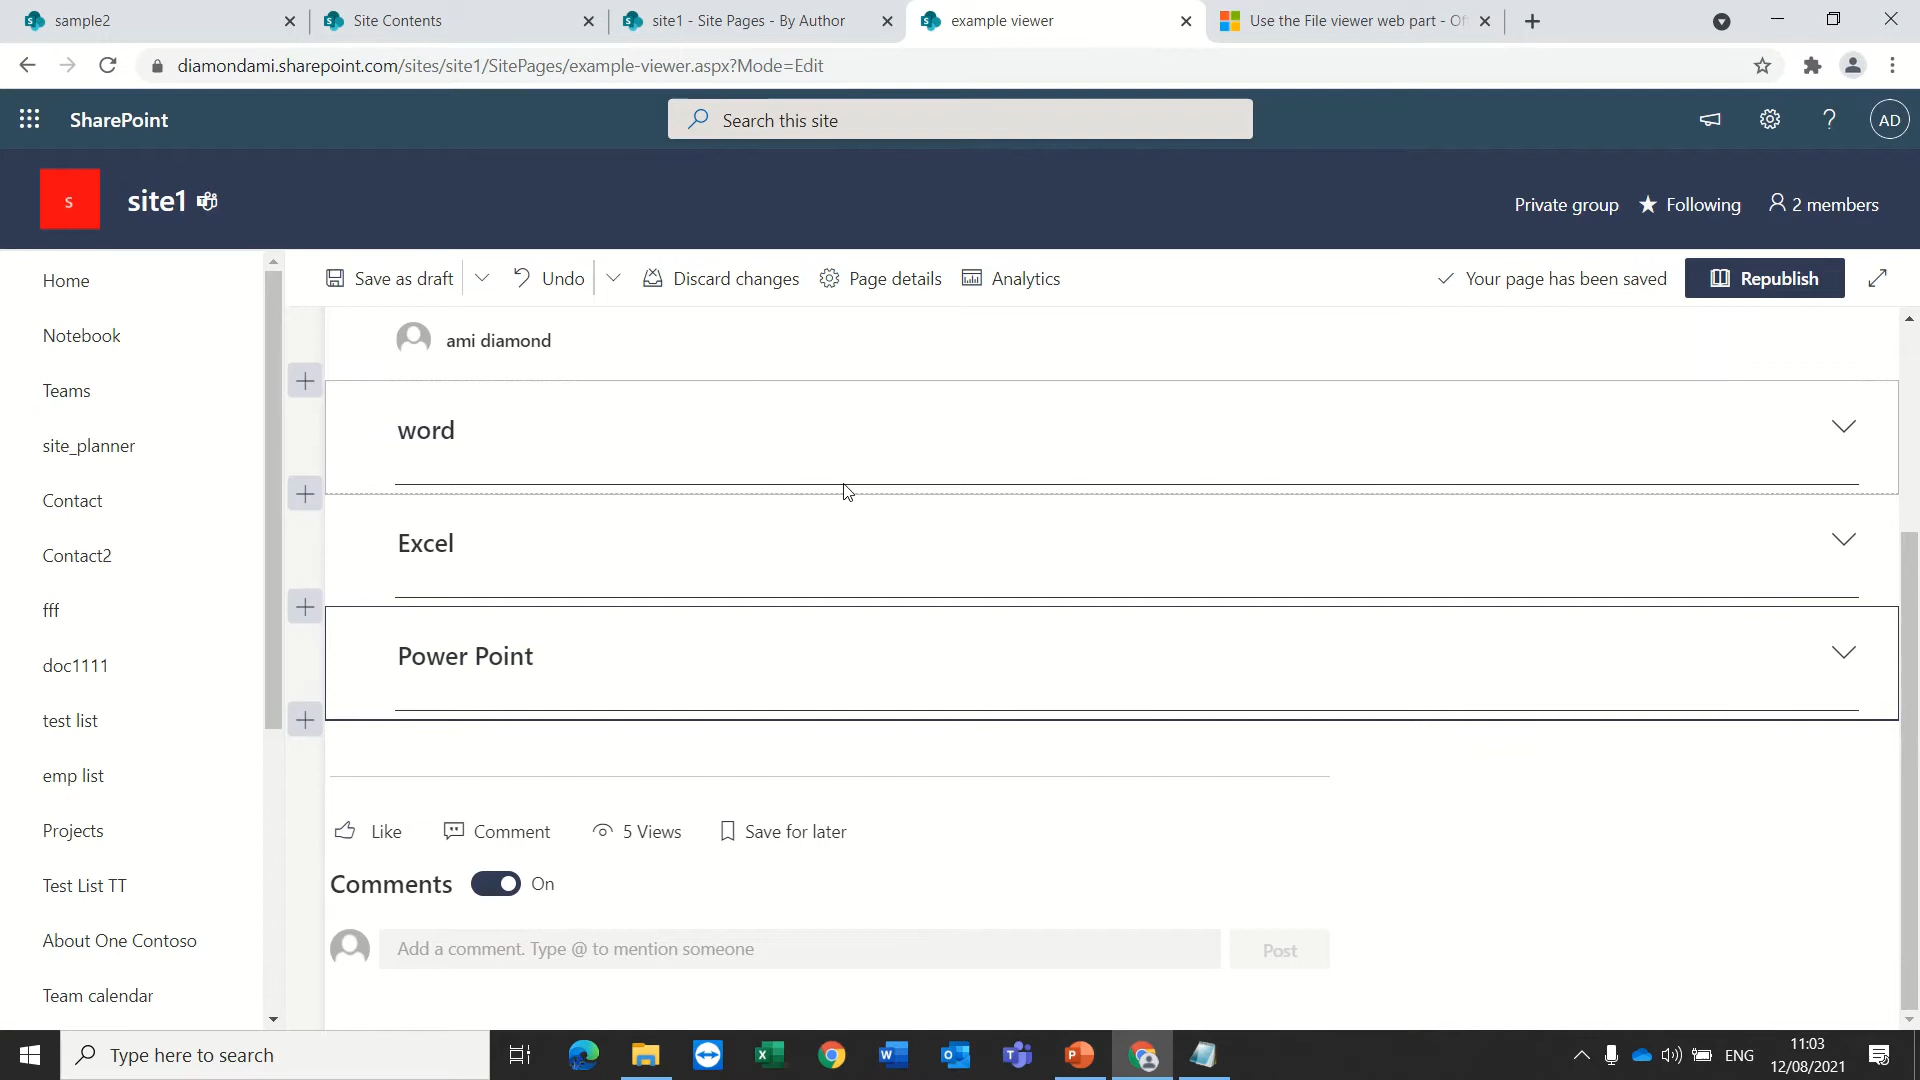 sample2
Site Contents
site1 - Site Pages - By Author
example viewer
Use the File viewer web part - Of
diamondami.sharepoint.com/sites/site1/SitePages/example-viewer.aspx?Mode=Edit
SharePoint
Search this site
AD
S
site1
Private group
Following
2 members
Home
Notebook
Teams
site_planner
Contact
Contact2
fff
doc1111
test list
emp list
Projects
Test List TT
About One Contoso
Team calendar
Save as draft
Undo
Discard changes
Page details
Analytics
Your page has been saved
Republish
ami diamond
word
Excel
Power Point
Like
Comment
5 Views
Save for later
Comments
On
Add a comment. Type @ to mention someone
Post
Type here to search
ENG
11:03
12/08/2021